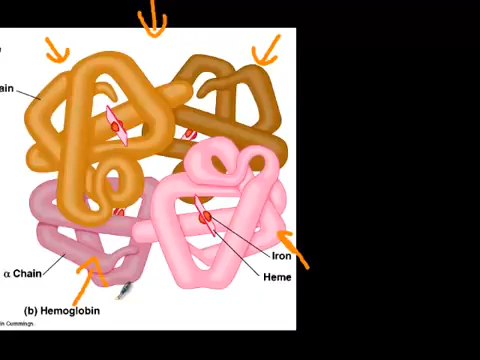 ain
Iron
α Chain
Heme
(b) Hemoglobin
in Cummings.